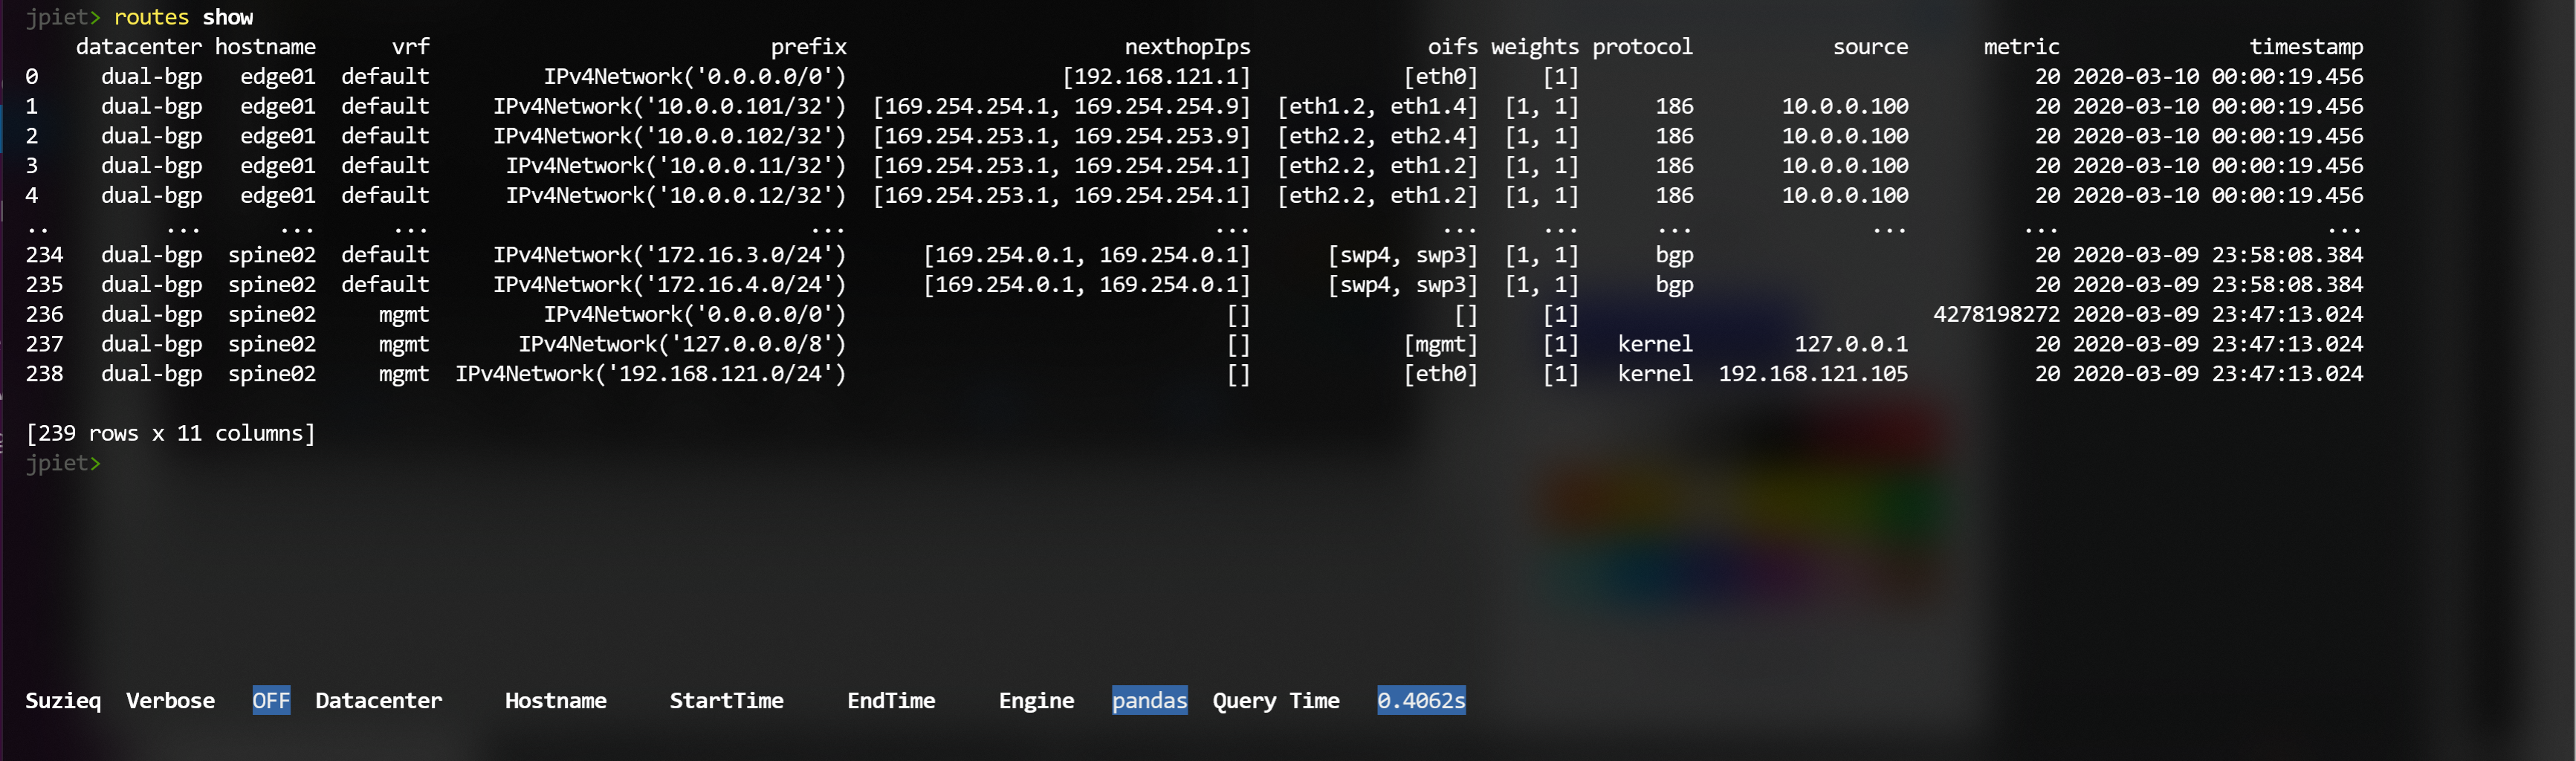 jpiet> routes show
datacenter hostname vrf prefix nexthopIps oifs weights protocol source metric timestamp
0 dual-bgp edge01 default IPv4Network('0.0.0.0/0') [192.168.121.1] [eth0] [1] 20 2020-03-10 00:00:19.456
1 dual-bgp edge01 default IPv4Network('10.0.0.101/32') [169.254.254.1, 169.254.254.9] [eth1.2, eth1.4] [1, 1] 186 10.0.0.100 20 2020-03-10 00:00:19.456
2 dual-bgp edge01 default IPv4Network('10.0.0.102/32') [169.254.253.1, 169.254.253.9] [eth2.2, eth2.4] [1, 1] 186 10.0.0.100 20 2020-03-10 00:00:19.456
3 dual-bgp edge01 default IPv4Network('10.0.0.11/32') [169.254.253.1, 169.254.254.1] [eth2.2, eth1.2] [1, 1] 186 10.0.0.100 20 2020-03-10 00:00:19.456
4 dual-bgp edge01 default IPv4Network('10.0.0.12/32') [169.254.253.1, 169.254.254.1] [eth2.2, eth1.2] [1, 1] 186 10.0.0.100 20 2020-03-10 00:00:19.456
.. ... ... ... ... ... ... ... ... ... ... ...
234 dual-bgp spine02 default IPv4Network('172.16.3.0/24') [169.254.0.1, 169.254.0.1] [swp4, swp3] [1, 1] bgp 20 2020-03-09 23:58:08.384
235 dual-bgp spine02 default IPv4Network('172.16.4.0/24') [169.254.0.1, 169.254.0.1] [swp4, swp3] [1, 1] bgp 20 2020-03-09 23:58:08.384
236 dual-bgp spine02 mgmt IPv4Network('0.0.0.0/0') [] [] [1] 4278198272 2020-03-09 23:47:13.024
237 dual-bgp spine02 mgmt IPv4Network('127.0.0.0/8') [] [mgmt] [1] kernel 127.0.0.1 20 2020-03-09 23:47:13.024
238 dual-bgp spine02 mgmt IPv4Network('192.168.121.0/24') [] [eth0] [1] kernel 192.168.121.105 20 2020-03-09 23:47:13.024
[239 rows x 11 columns]
jpiet>
Suzieq Verbose OFF Datacenter Hostname StartTime EndTime Engine pandas Query Time 0.4062s